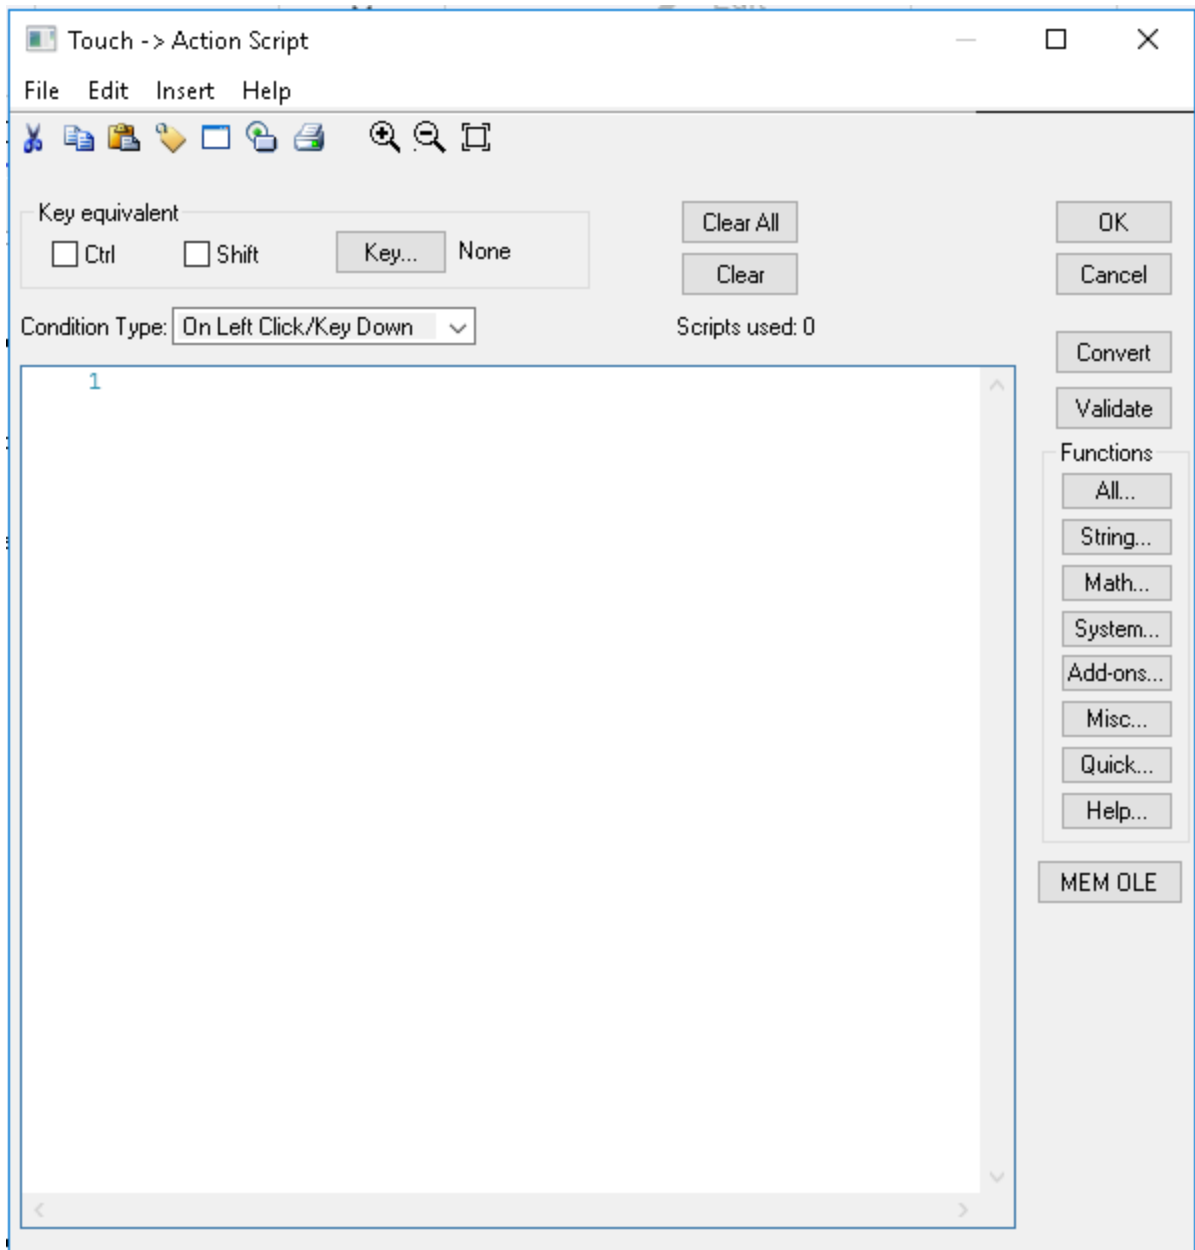 Touch -> Action Script
File Edit Insert Help
Key equivalent
Ctrl Shift Key... None
Clear All
Clear
OK
Cancel
Condition Type: On Left Click/Key Down
Scripts used: 0
Convert
Validate
1
Functions
All...
String...
Math...
System...
Add-ons...
Misc...
Quick...
Help...
MEM OLE